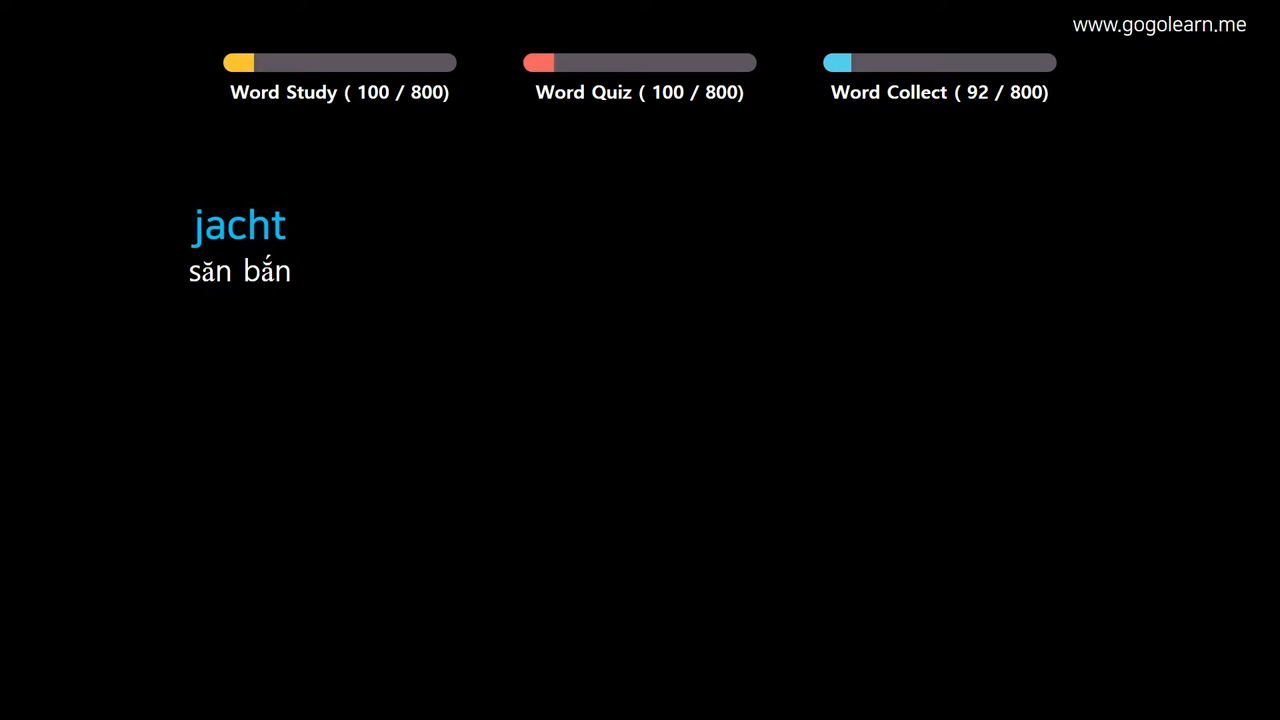 www.gogolearn.me
Word Study ( 100 / 800)
Word Quiz ( 100 / 800)
Word Collect ( 92 / 800)
jacht
săn bắn